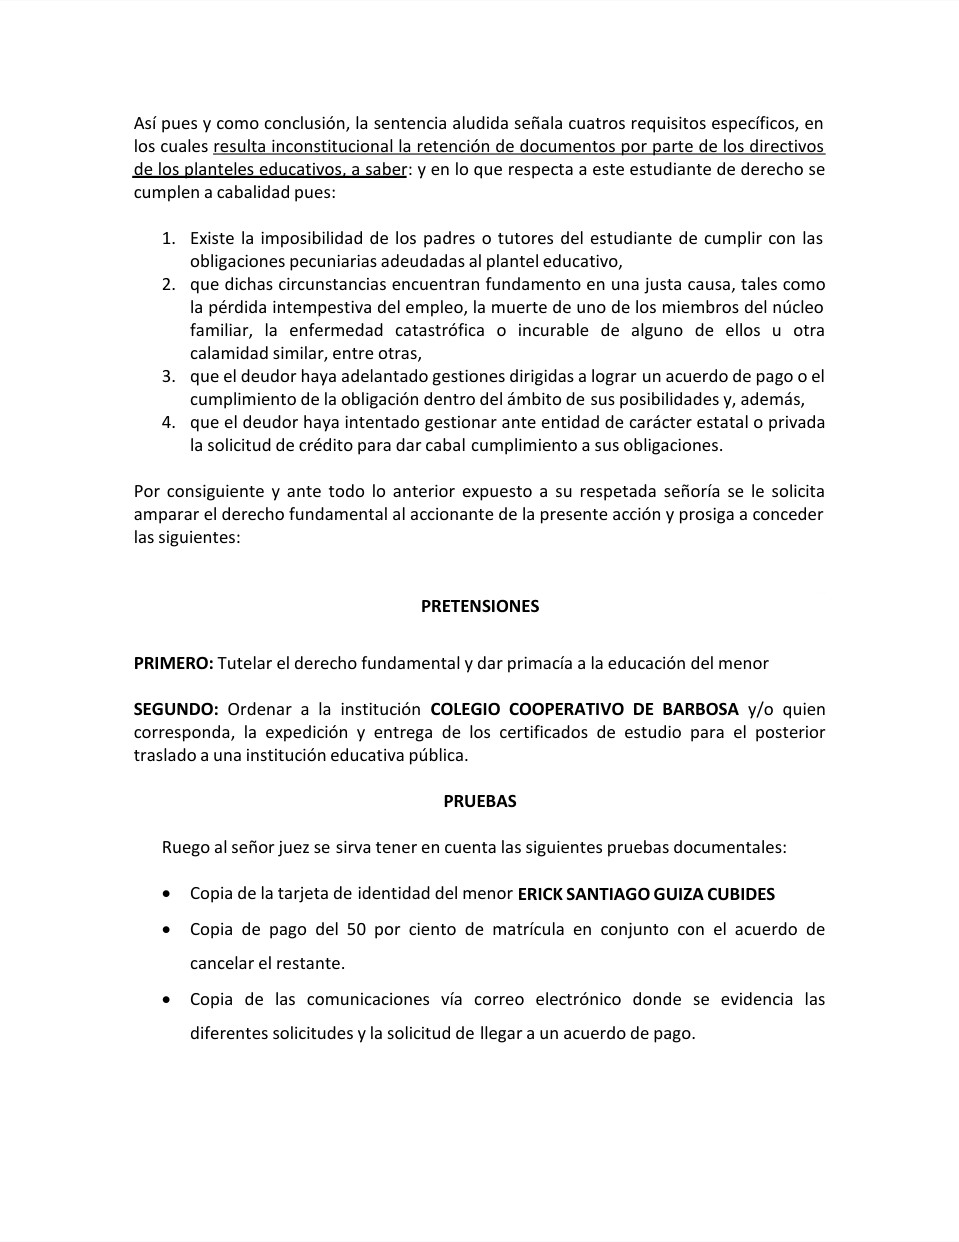 Así pues y como conclusión, la sentencia aludida señala cuatros requisitos específicos, en
los cuales resulta inconstitucional la retención de documentos por parte de los directivos
de los planteles educativos, a saber: y en lo que respecta a este estudiante de derecho se
cumplen a cabalidad pues:
1. Existe la imposibilidad de los padres o tutores del estudiante de cumplir con las
obligaciones pecuniarias adeudadas al plantel educativo,
2. que dichas circunstancias encuentran fundamento en una justa causa, tales como
la pérdida intempestiva del empleo, la muerte de uno de los miembros del núcleo
familiar, la enfermedad catastrófica o incurable de alguno de ellos u otra
calamidad similar, entre otras,
3. que el deudor haya adelantado gestiones dirigidas a lograr un acuerdo de pago o el
cumplimiento de la obligación dentro del ámbito de sus posibilidades y, además,
4. que el deudor haya intentado gestionar ante entidad de carácter estatal o privada
la solicitud de crédito para dar cabal cumplimiento a sus obligaciones.
Por consiguiente y ante todo lo anterior expuesto a su respetada señoría se le solicita
amparar el derecho fundamental al accionante de la presente acción y prosiga a conceder
las siguientes:
PRETENSIONES
PRIMERO: Tutelar el derecho fundamental y dar primacía a la educación del menor
SEGUNDO: Ordenar a la institución COLEGIO COOPERATIVO DE BARBOSA y/o quien
corresponda, la expedición y entrega de los certificados de estudio para el posterior
traslado a una institución educativa pública.
PRUEBAS
Ruego al señor juez se sirva tener en cuenta las siguientes pruebas documentales:
• Copia de la tarjeta de identidad del menor ERICK SANTIAGO GUIZA CUBIDES
• Copia de pago del 50 por ciento de matrícula en conjunto con el acuerdo de
cancelar el restante.
• Copia de las comunicaciones vía correo electrónico donde se evidencia las
diferentes solicitudes y la solicitud de llegar a un acuerdo de pago.